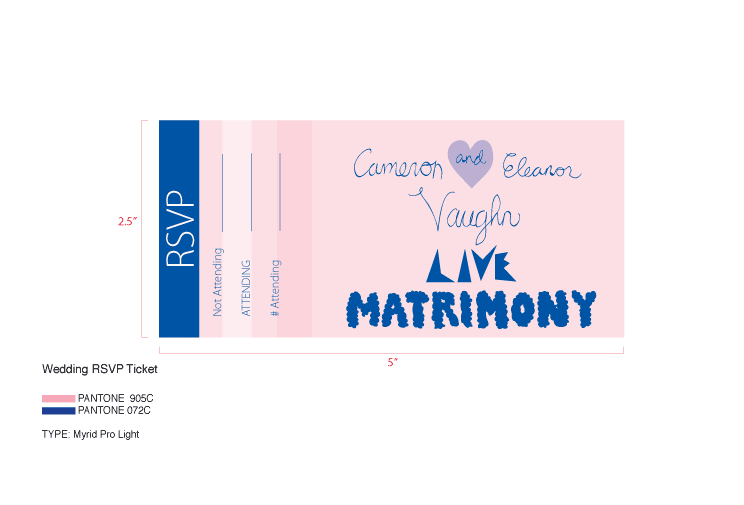 RSVP
Not Attending
ATTENDING
# Attending
Cameron and Eleanor
Vaughn
LIVE
MATRIMONY
2.5"
5"
Wedding RSVP Ticket
PANTONE 905C
PANTONE 072C
TYPE: Myrid Pro Light